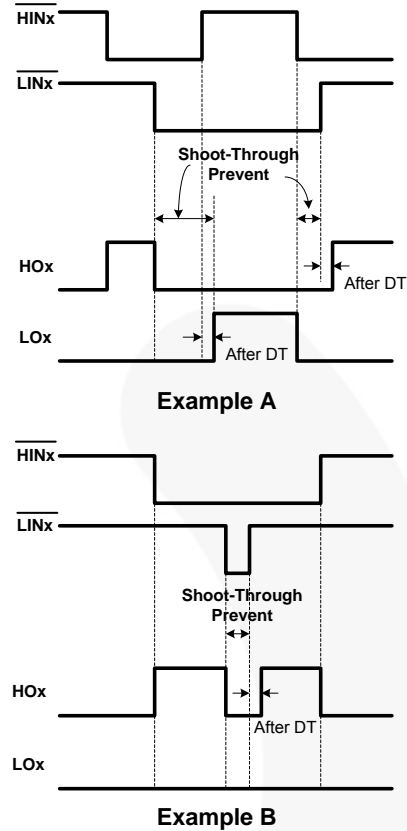 HINx
LINx
Shoot-Through
Prevent
HOx
After DT
LOx
After DT
Example A
HINx
LINx
Shoot-Through
Prevent
HOx
After DT
LOx
Example B